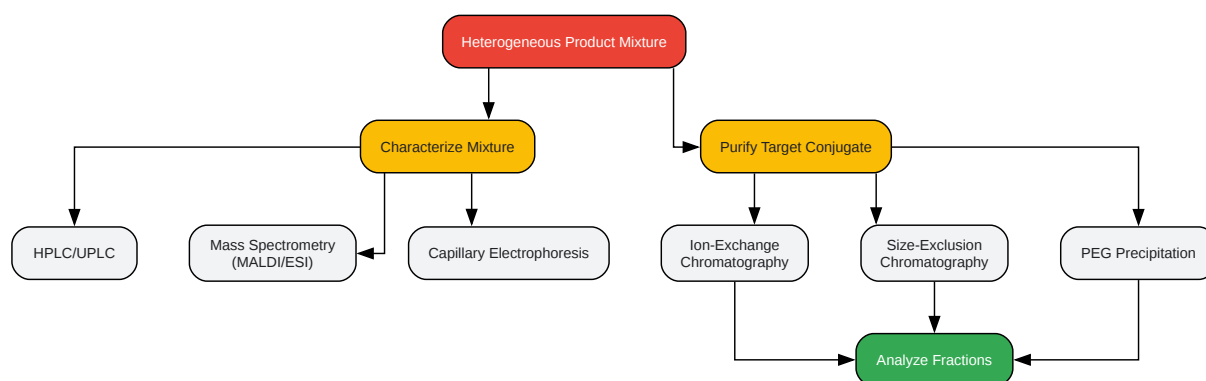 Heterogeneous Product Mixture
Characterize Mixture
Purify Target Conjugate
HPLC/UPLC
Mass Spectrometry
(MALDI/ESI)
Capillary Electrophoresis
Ion-Exchange
Chromatography
Size-Exclusion
Chromatography
PEG Precipitation
Analyze Fractions